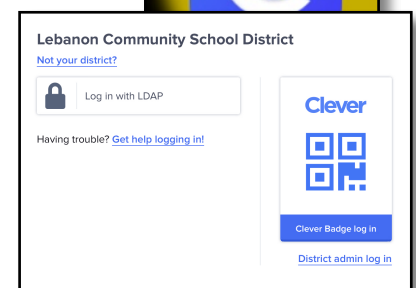 Lebanon Community School District
Not your district?
Log in with LDAP
Having trouble? Get help logging in!
Clever
Clever Badge log in
District admin log in